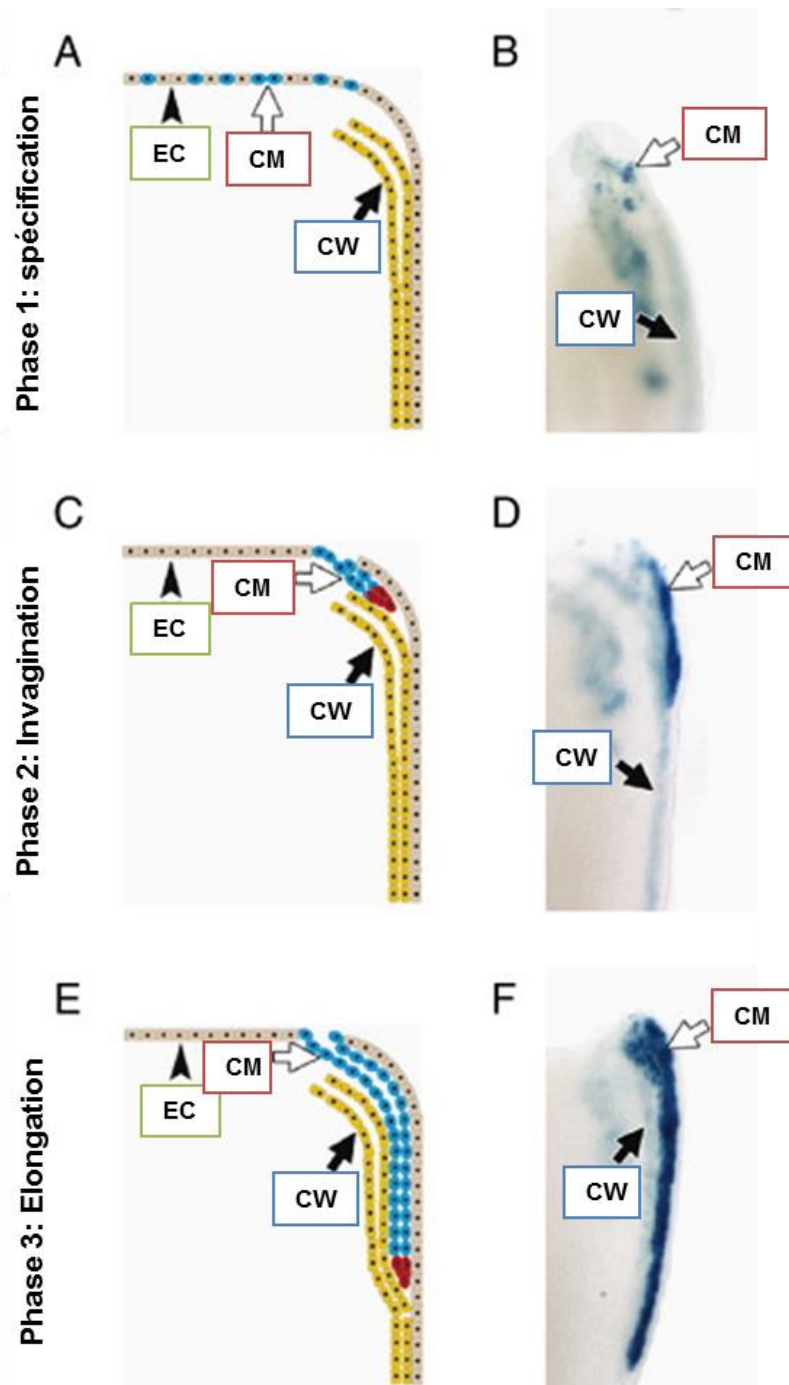 Phase 1: spécification
A
EC
CM
CW
B
CM
CW
Phase 2: Invagination
C
CM
EC
CW
D
CM
CW
Phase 3: Elongation
E
CM
EC
CW
F
CM
CW